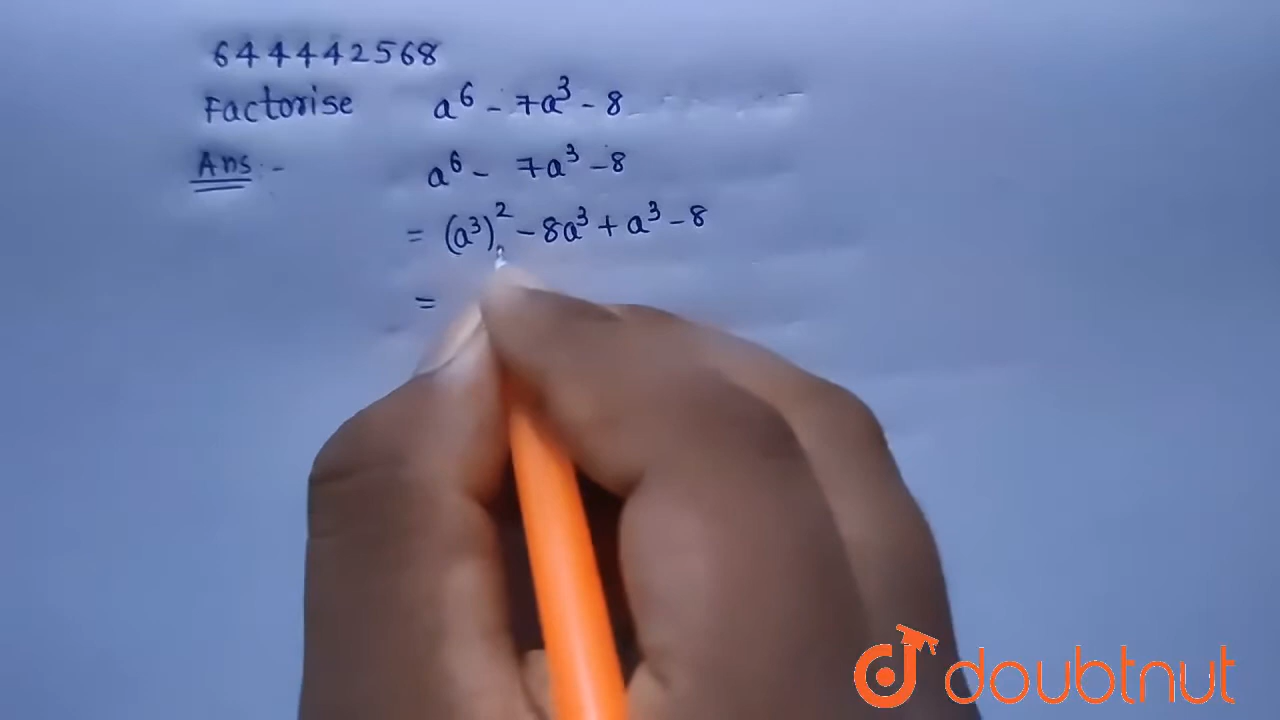 644442568
Factorise a⁶ - 7a³ - 8
Ans :- a⁶ - 7a³ - 8
= (a³)² - 8a³ + a³ - 8
=
doubtnut